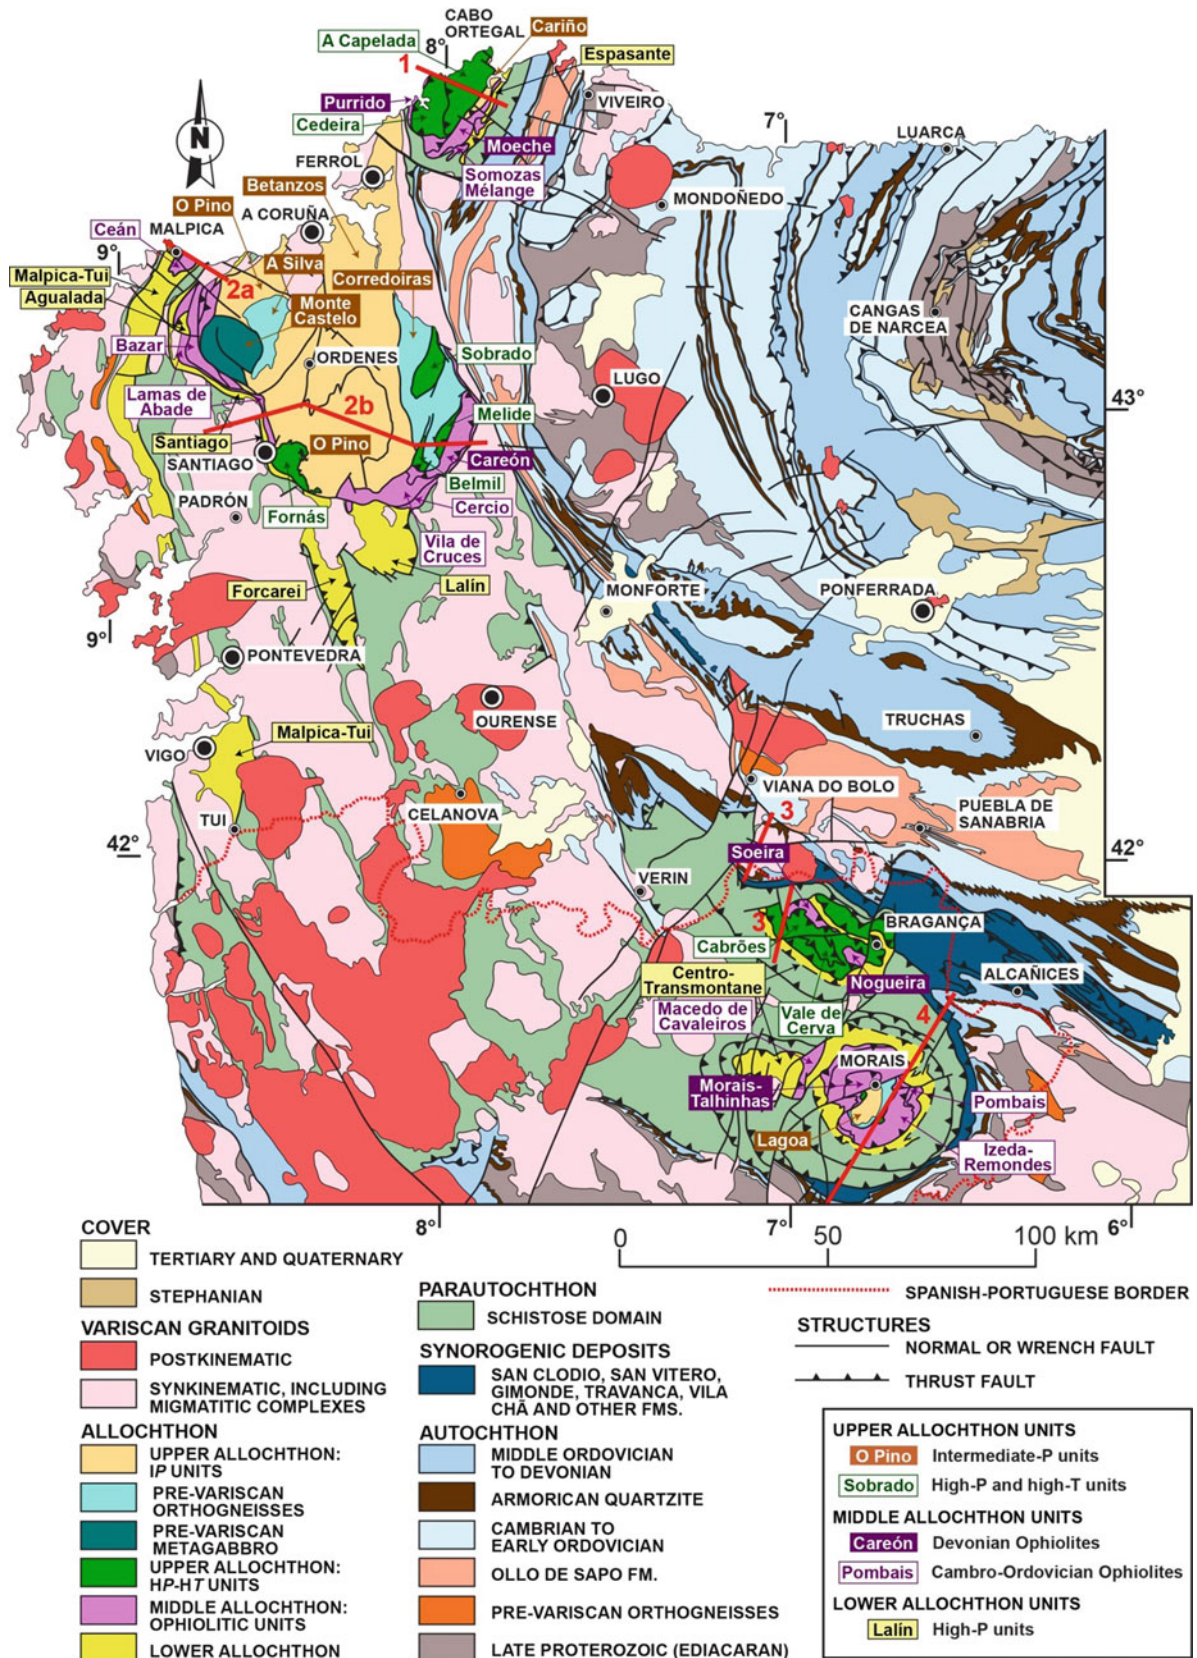 CABO
ORTEGAL
Cariño
A Capelada
8°
Espasante
1
Purrido
Cedeira
VIVEIRO
7°
LUARCA
N
Moeche
FERROL
Somozas
Mélange
Betanzos
O Pino
MONDOÑEDO
A CORUÑA
Ceán
MALPICA
9°
A Silva
Corredoiras
Malpica-Tui
2a
Agualada
Monte
Castelo
CANGAS
DE NARCEA
Bazar
ORDENES
Sobrado
Lamas de
Abade
LUGO
2b
Melide
43°
Santiago
O Pino
SANTIAGO
Careón
Belmil
PADRÓN
Fornás
Cercio
Vila de
Cruces
Forcarei
Lalín
MONFORTE
PONFERRADA
9°
PONTEVEDRA
OURENSE
TRUCHAS
Malpica-Tui
VIGO
VIANA DO BOLO
CELANOVA
PUEBLA DE
SANABRIA
TUI
3
42°
Soeira
42°
VERIN
3
BRAGANÇA
Cabrões
Centro-
Transmontane
Nogueira
ALCAÑICES
Macedo de
Cavaleiros
Vale de
Cerva
4
MORAIS
Morais-
Talhinhas
Pombais
Lagoa
Izeda-
Remondes
8°
7°
6°
0 50 100 km
COVER
TERTIARY AND QUATERNARY
STEPHANIAN
VARISCAN GRANITOIDS
POSTKINEMATIC
SYNKINEMATIC, INCLUDING
MIGMATITIC COMPLEXES
ALLOCHTHON
UPPER ALLOCHTHON:
IP UNITS
PRE-VARISCAN
ORTHOGNEISSES
PRE-VARISCAN
METAGABBRO
UPPER ALLOCHTHON:
HP-HT UNITS
MIDDLE ALLOCHTHON:
OPHIOLITIC UNITS
LOWER ALLOCHTHON
PARAUTOCHTHON
SCHISTOSE DOMAIN
SYNOROGENIC DEPOSITS
SAN CLODIO, SAN VITERO,
GIMONDE, TRAVANCA, VILA
CHÃ AND OTHER FMS.
AUTOCHTHON
MIDDLE ORDOVICIAN
TO DEVONIAN
ARMORICAN QUARTZITE
CAMBRIAN TO
EARLY ORDOVICIAN
OLLO DE SAPO FM.
PRE-VARISCAN ORTHOGNEISSES
LATE PROTEROZOIC (EDIACARAN)
SPANISH-PORTUGUESE BORDER
STRUCTURES
NORMAL OR WRENCH FAULT
THRUST FAULT
UPPER ALLOCHTHON UNITS
O Pino Intermediate-P units
Sobrado High-P and high-T units
MIDDLE ALLOCHTHON UNITS
Careón Devonian Ophiolites
Pombais Cambro-Ordovician Ophiolites
LOWER ALLOCHTHON UNITS
Lalín High-P units